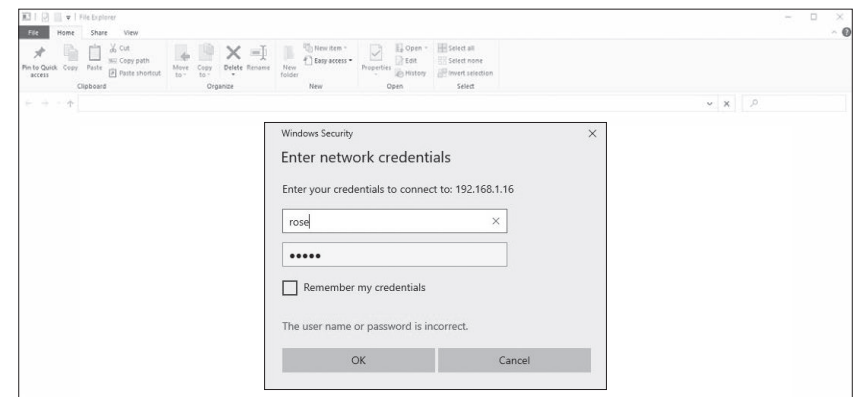 File Explorer
File Home Share View
Pin to Quick access
Copy
Paste
Cut
Copy path
Paste shortcut
Clipboard
Move to
Copy to
Delete
Rename
Organize
New folder
New item
Easy access
New
Properties
Open
Edit
History
Open
Select all
Select none
Invert selection
Select
Windows Security
Enter network credentials
Enter your credentials to connect to: 192.168.1.16
rose
●●●●●
Remember my credentials
The user name or password is incorrect.
OK Cancel